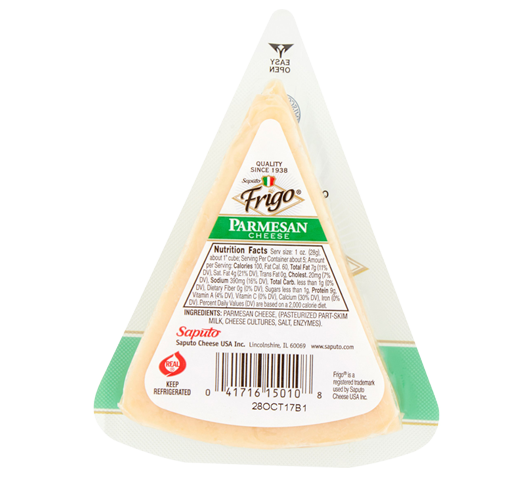 EASY
OPEN
QUALITY
SINCE 1938
Saputo
Frigo®
PARMESAN
CHEESE
Nutrition Facts Serv size: 1 oz. (28g),
about 1" cube; Serving Per Container about 5; Amount
per Serving: Calories 100, Fat Cal. 60, Total Fat 7g (11%
DV), Sat. Fat 4g (21% DV), Trans Fat 0g, Cholest. 20mg (7%
DV), Sodium 390mg (16% DV), Total Carb. less than 1g (0%
DV), Dietary Fiber 0g (0% DV), Sugars less than 1g, Protein 9g,
Vitamin A (4% DV), Vitamin C (0% DV), Calcium (30% DV), Iron (0%
DV). Percent Daily Values (DV) are based on a 2,000 calorie diet.
INGREDIENTS: PARMESAN CHEESE, (PASTEURIZED PART-SKIM
MILK, CHEESE CULTURES, SALT, ENZYMES).
Saputo
Saputo Cheese USA Inc. Lincolnshire, IL 60069 www.saputo.com
REAL
KEEP
REFRIGERATED
0 41716 15010 8
28OCT17B1
Frigo® is a
registered trademark
used by Saputo
Cheese USA Inc.